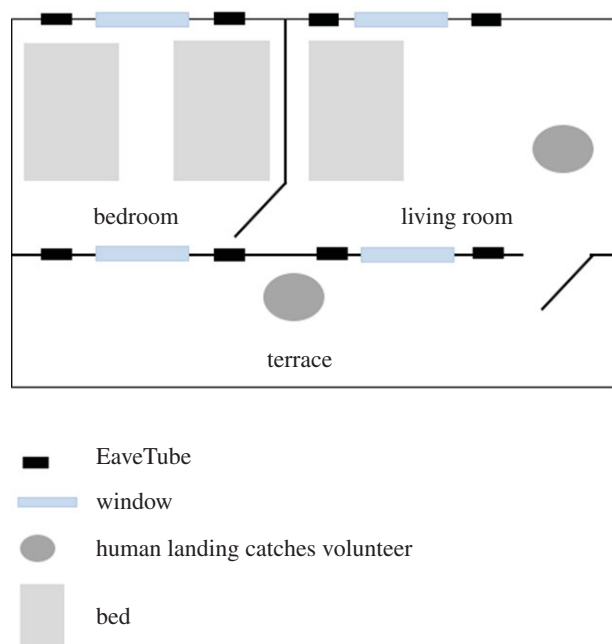 bedroom
living room
terrace
EaveTube
window
human landing catches volunteer
bed